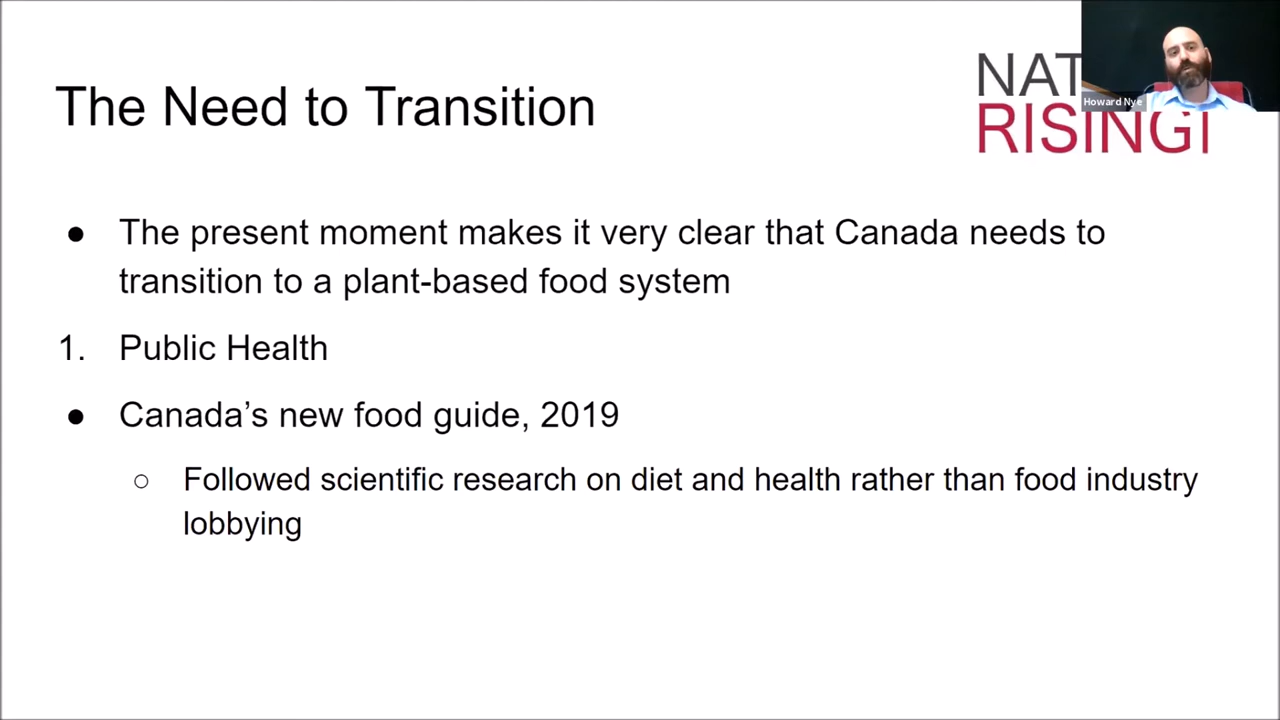 The Need to Transition
NAT
RISING
Howard Nye
● The present moment makes it very clear that Canada needs to
transition to a plant-based food system
1. Public Health
● Canada’s new food guide, 2019
○ Followed scientific research on diet and health rather than food industry
lobbying